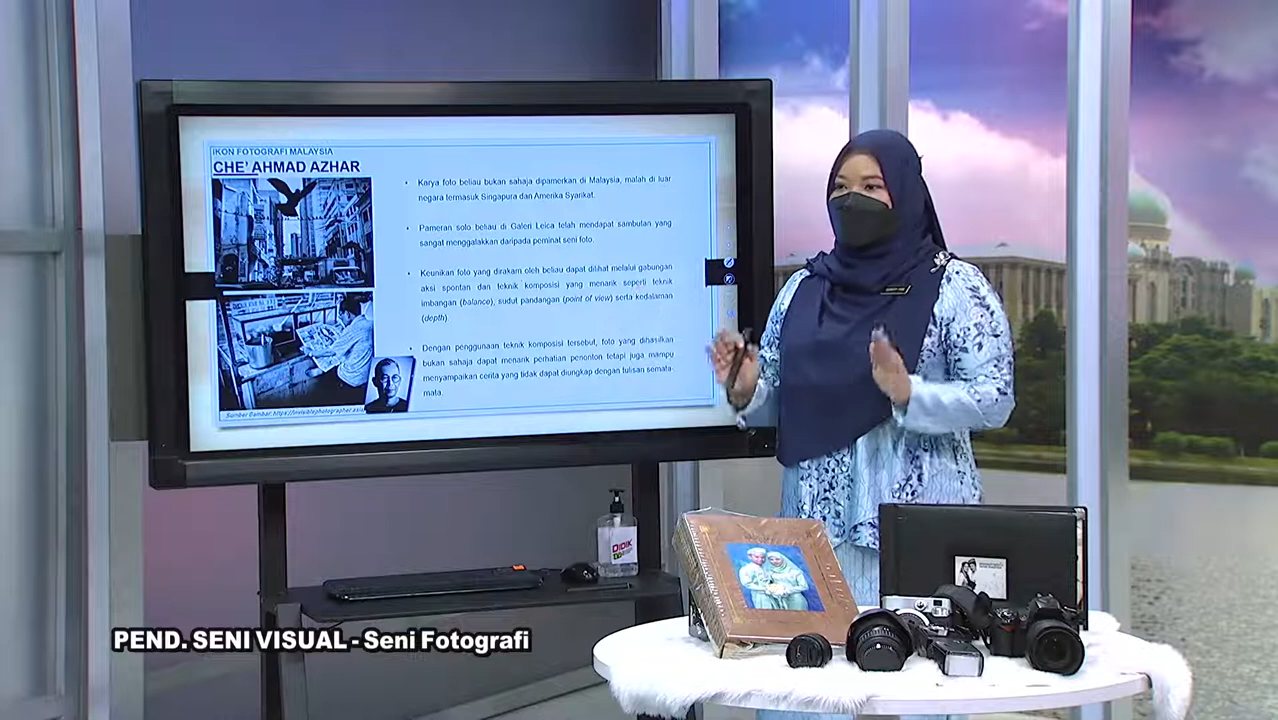 IKON FOTOGRAFI MALAYSIA
CHE' AHMAD AZHAR
• Karya foto beliau bukan sahaja dipamerkan di Malaysia, malah di luar
negara termasuk Singapura dan Amerika Syarikat.
• Pameran solo beliau di Galeri Leica telah mendapat sambutan yang
sangat menggalakkan daripada peminat seni foto.
• Keunikan foto yang dirakam oleh beliau dapat dilihat melalui gabungan
aksi spontan dan teknik komposisi yang menarik seperti teknik
imbangan (balance), sudut pandangan (point of view) serta kedalaman
(depth)
• Dengan penggunaan teknik komposisi tersebut, foto yang dihasilkan
bukan sahaja dapat menarik perhatian penonton tetapi juga mampu
menyampaikan cerita yang tidak dapat diungkap dengan tulisan semata-
mata.
Sumber Gambar: https://invisiblephotographer.asia
DIDIK
PEND. SENI VISUAL - Seni Fotografi